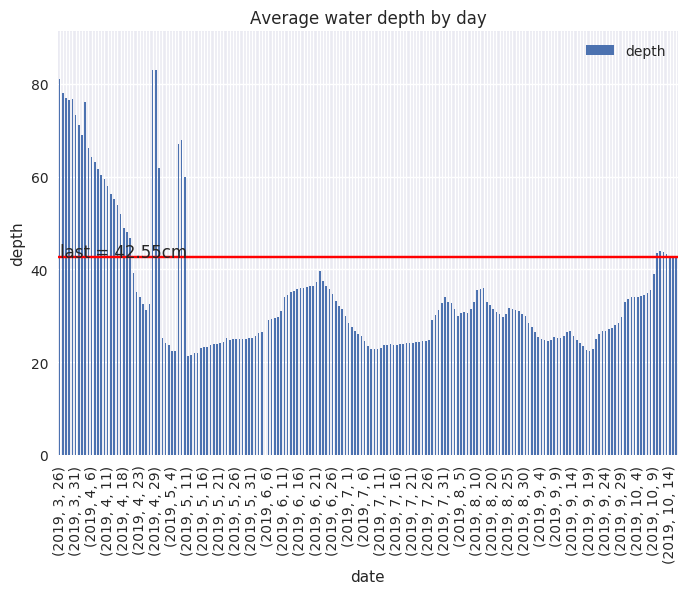 Average water depth by day
depth
80
60
40
20
0
depth
last = 42.55cm
(2019, 3, 26)
(2019, 3, 31)
(2019, 4, 6)
(2019, 4, 11)
(2019, 4, 18)
(2019, 4, 23)
(2019, 4, 29)
(2019, 5, 4)
(2019, 5, 11)
(2019, 5, 16)
(2019, 5, 21)
(2019, 5, 26)
(2019, 5, 31)
(2019, 6, 6)
(2019, 6, 11)
(2019, 6, 16)
(2019, 6, 21)
(2019, 6, 26)
(2019, 7, 1)
(2019, 7, 6)
(2019, 7, 11)
(2019, 7, 16)
(2019, 7, 21)
(2019, 7, 26)
(2019, 7, 31)
(2019, 8, 5)
(2019, 8, 10)
(2019, 8, 20)
(2019, 8, 25)
(2019, 8, 30)
(2019, 9, 4)
(2019, 9, 9)
(2019, 9, 14)
(2019, 9, 19)
(2019, 9, 24)
(2019, 9, 29)
(2019, 10, 4)
(2019, 10, 9)
(2019, 10, 14)
date